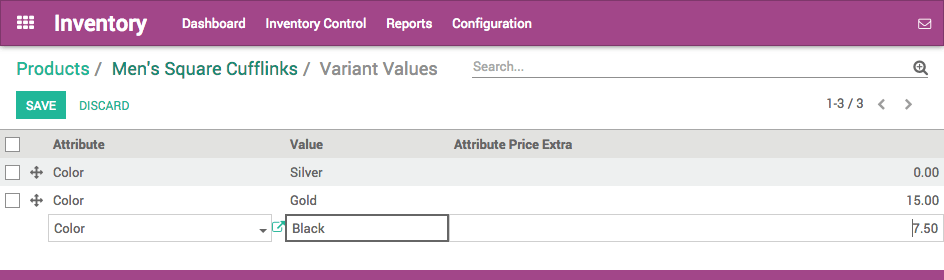 Inventory Dashboard Inventory Control Reports Configuration
Products / Men's Square Cufflinks / Variant Values Search...
SAVE DISCARD 1-3 / 3
Attribute Value Attribute Price Extra
Color Silver 0.00
Color Gold 15.00
Color Black 7.50